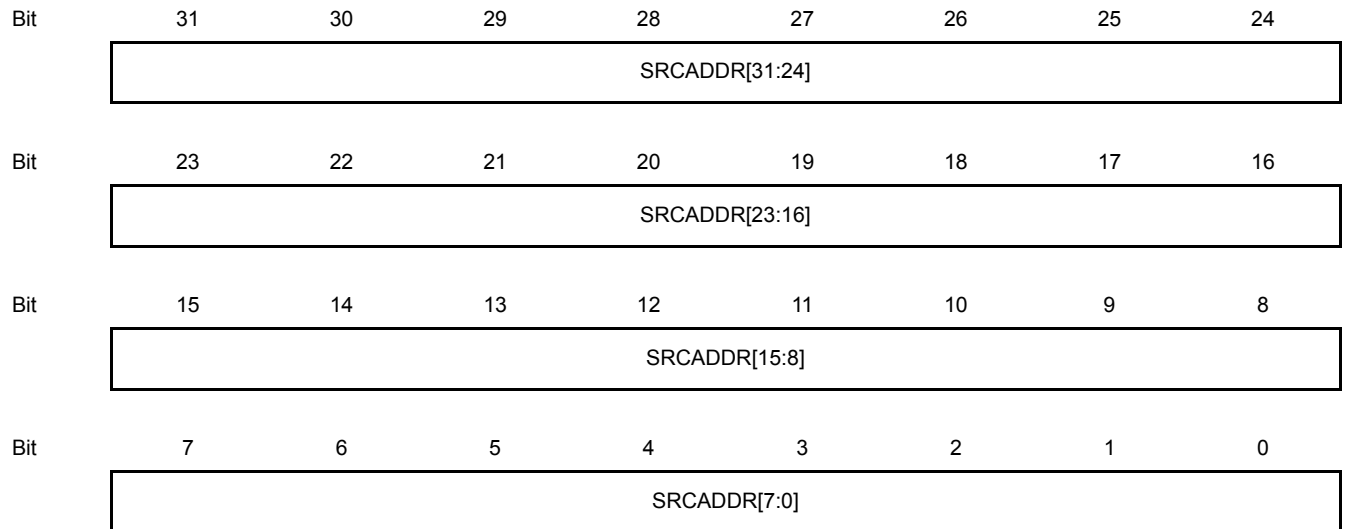 Bit 31 30 29 28 27 26 25 24
SRCADDR[31:24]
Bit 23 22 21 20 19 18 17 16
SRCADDR[23:16]
Bit 15 14 13 12 11 10 9 8
SRCADDR[15:8]
Bit 7 6 5 4 3 2 1 0
SRCADDR[7:0]